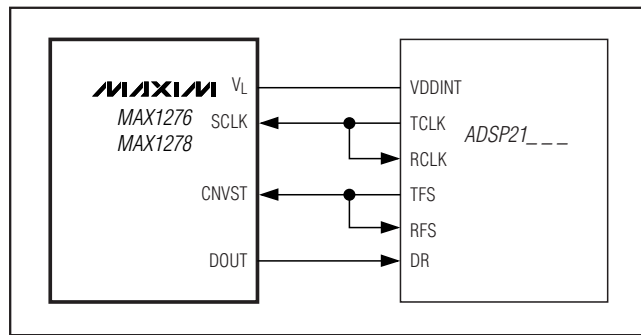 MAXIM
MAX1276
MAX1278
VL
SCLK
CNVST
DOUT
VDDINT
TCLK
RCLK
TFS
RFS
DR
ADSP21_ _ _